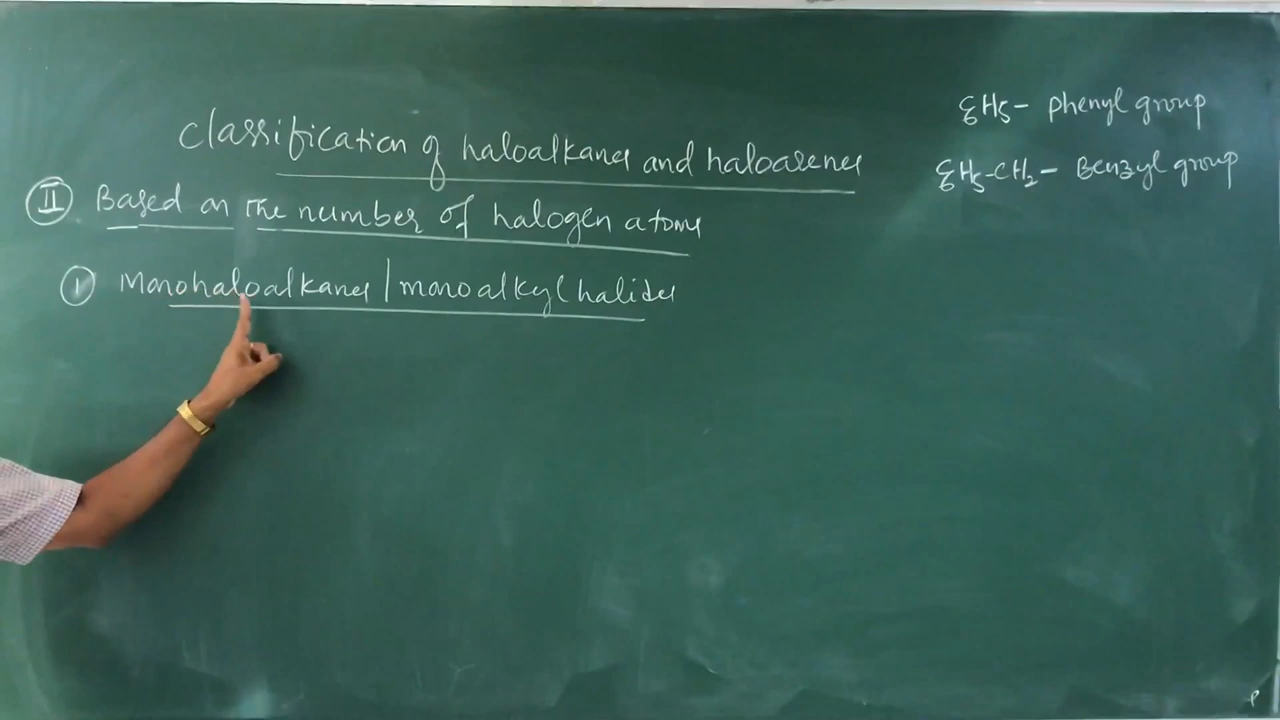 Classification of haloalkanes and haloarenes
II Based on the number of halogen atoms
1 Monohaloalkanes | monoalkyl halides
C6H5- phenyl group
C6H5-CH2- Benzyl group
P